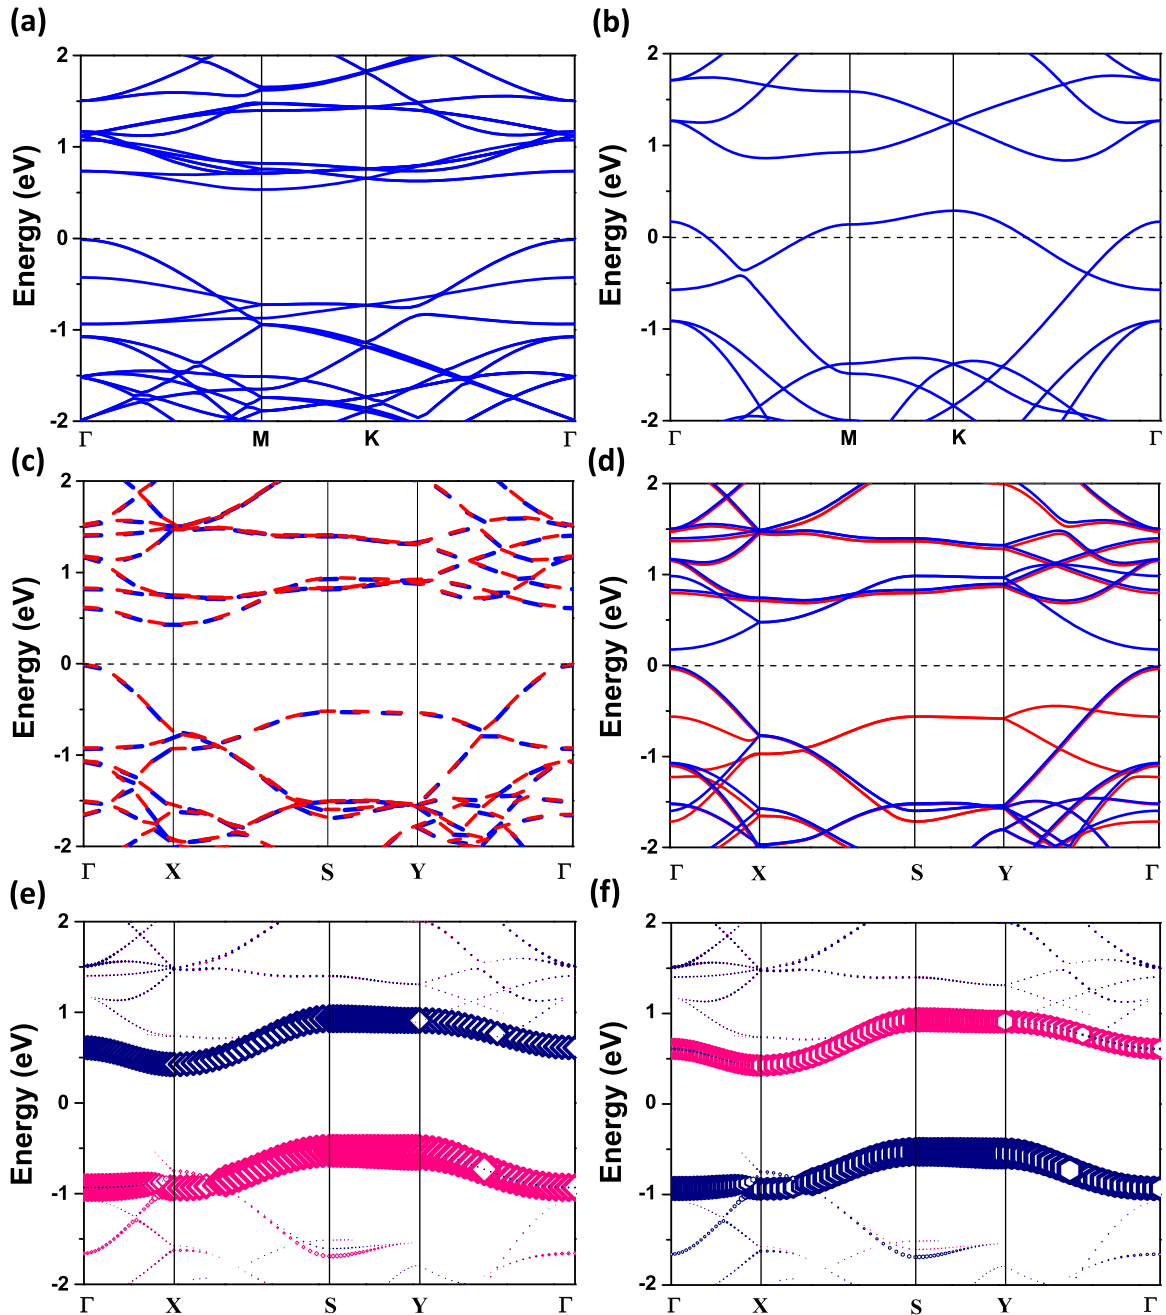 (a) (b)
2 2
1 1
0 0
-1 -1
-2 -2
Energy (eV) Energy (eV)
Γ M K Γ Γ M K Γ
(c) (d)
2 2
1 1
0 0
-1 -1
-2 -2
Energy (eV) Energy (eV)
Γ X S Y Γ Γ X S Y Γ
(e) (f)
2 2
1 1
0 0
-1 -1
-2 -2
Energy (eV) Energy (eV)
Γ X S Y Γ Γ X S Y Γ